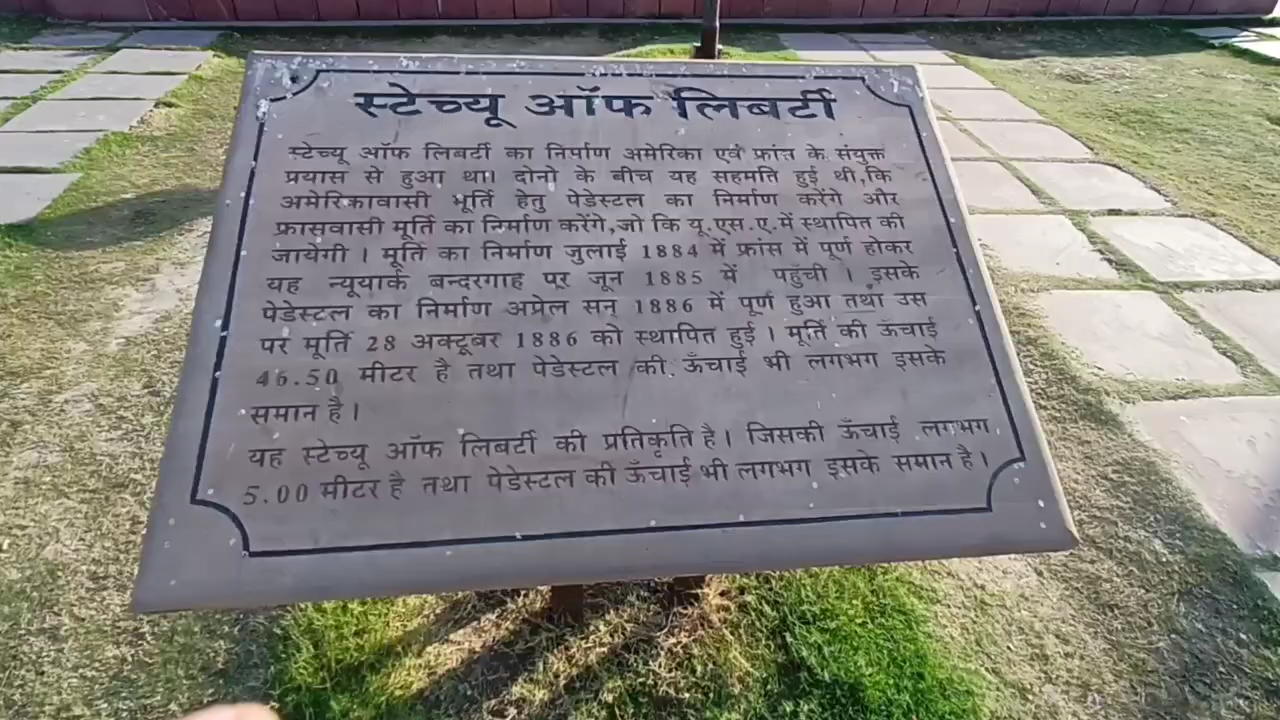 स्टेच्यू ऑफ लिबर्टी
स्टेच्यू ऑफ लिबर्टी का निर्माण अमेरिका एवं फ्रांस के संयुक्त
प्रयास से हुआ था। दोनो के बीच यह सहमति हुई थी,कि
अमेरिकावासी भूर्ति हेतु पेडेस्टल का निर्माण करेंगे और
फ्रासवासी मूर्ति का निर्माण करेंगे,जो कि यू.एस.ए.में स्थापित की
जायेगी । मूर्ति का निर्माण जुलाई 1884 में फ्रांस में पूर्ण होकर
यह न्यूयार्क बन्दरगाह पर जून 1885 में पहुँची । इसके
पेडेस्टल का निर्माण अप्रेल सन् 1886 में पूर्ण हुआ तथा उस
पर मूर्ति 28 अक्टूबर 1886 को स्थापित हुई । मूर्ति की ऊँचाई
46.50 मीटर है तथा पेडेस्टल की ऊँचाई भी लगभग इसके
समान है।
यह स्टेच्यू ऑफ लिबर्टी की प्रतिकृति है। जिसकी ऊँचाई लगभग
5.00 मीटर है तथा पेडेस्टल की ऊँचाई भी लगभग इसके समान है।